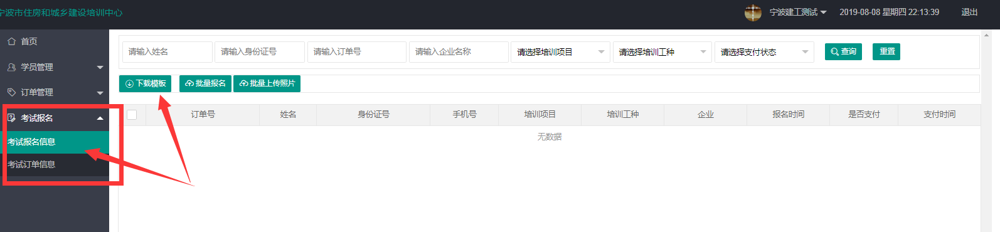 宁波市住房和城乡建设培训中心
宁波建工测试 2019-08-08 星期四 22:13:39 退出
首页
学员管理
订单管理
考试报名
考试报名信息
考试订单信息
请输入姓名 请输入身份证号 请输入订单号 请输入企业名称 请选择培训项目 请选择培训工种 请选择支付状态 查询 重置
下载模板 批量报名 批量上传照片
订单号 姓名 身份证号 手机号 培训项目 培训工种 企业 报名时间 是否支付 支付时间
无数据